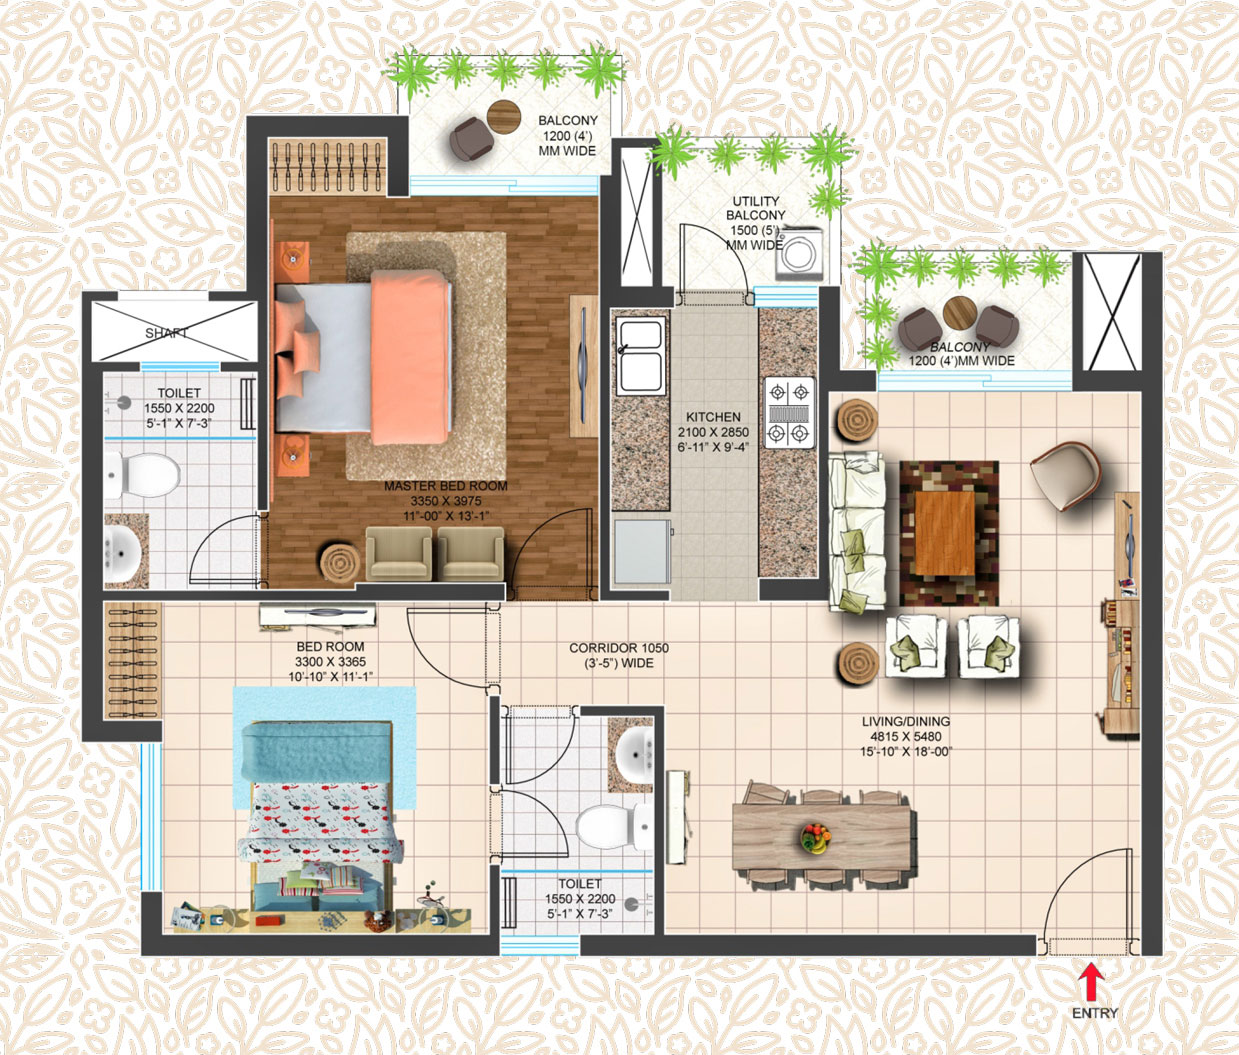 BALCONY
1200 (4')
MM WIDE
UTILITY
BALCONY
1500 (5')
MM WIDE
SHAFT
BALCONY
1200 (4')MM WIDE
TOILET
1550 X 2200
5'-1" X 7'-3"
KITCHEN
2100 X 2850
6'-11" X 9'-4"
MASTER BED ROOM
3350 X 3975
11'-00" X 13'-1"
BED ROOM
3300 X 3365
10'-10" X 11'-1"
CORRIDOR 1050
(3'-5") WIDE
LIVING/DINING
4815 X 5480
15'-10" X 18'-00"
TOILET
1550 X 2200
5'-1" X 7'-3"
ENTRY